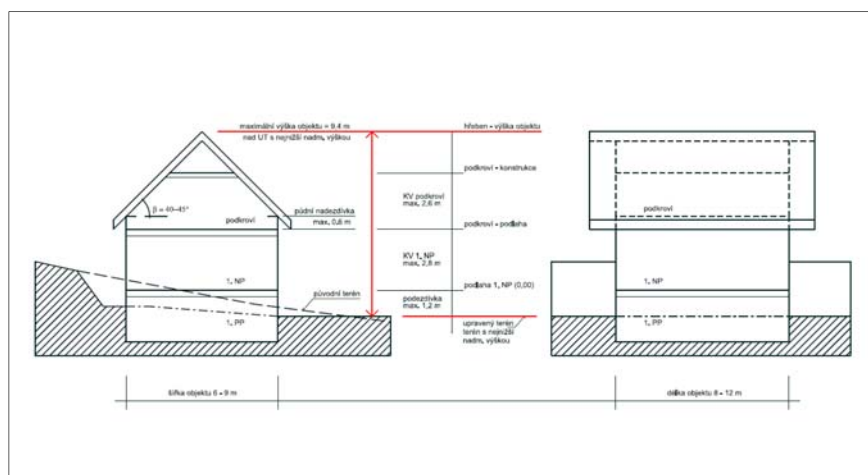 maximální výška objektu = 9,4 m
nad UT s nejnižší nadm, výškou
hřeben - výška objektu
podkroví - konstrukce
β = 40–45°
KV podkroví
max, 2,6 m
půdní nadezdívka
max, 0,6 m
podkroví
podkroví - podlaha
KV 1, NP
max, 2,8 m
1, NP
původní terén
podlaha 1, NP (0,00)
podezdívka
max, 1,2 m
1, PP
upravený terén
terén s nejnižší
nadm, výškou
šířka objektu 6 - 9 m
podkroví
1, NP
1, PP
délka objektu 8 - 12 m